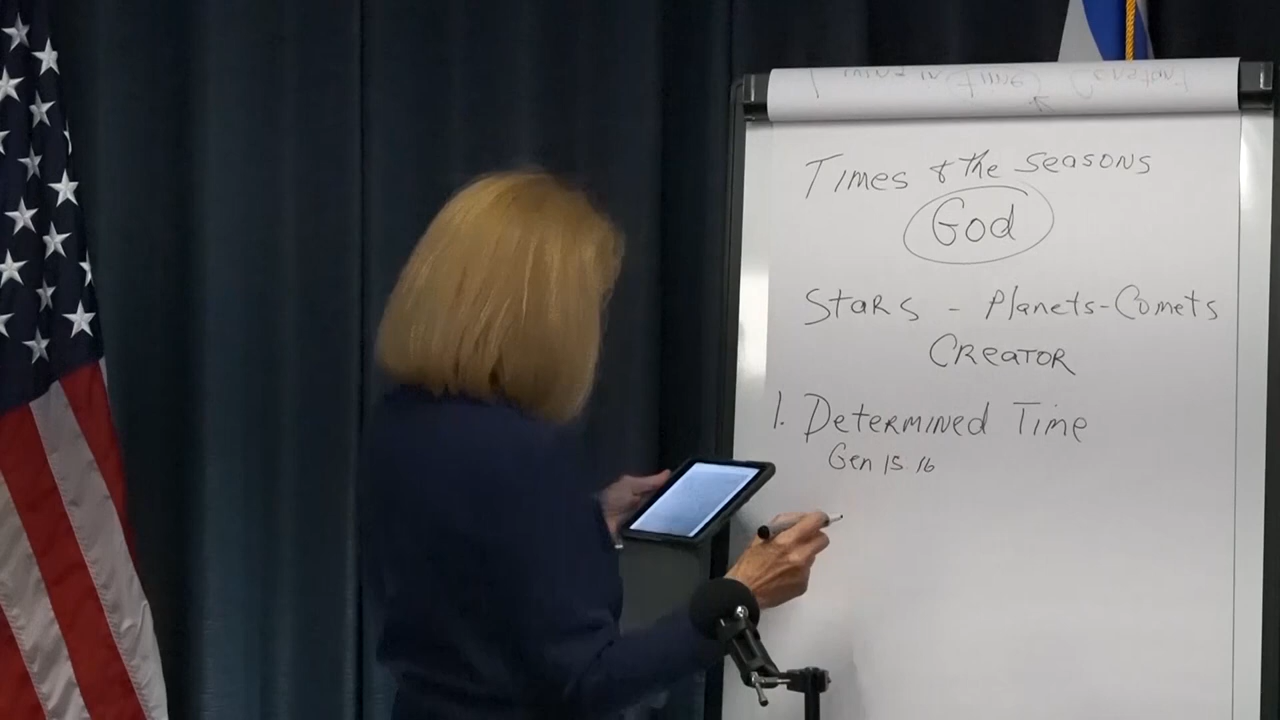 Times & the Seasons
God
Stars - Planets-Comets
Creator
1. Determined Time
Gen 15.16